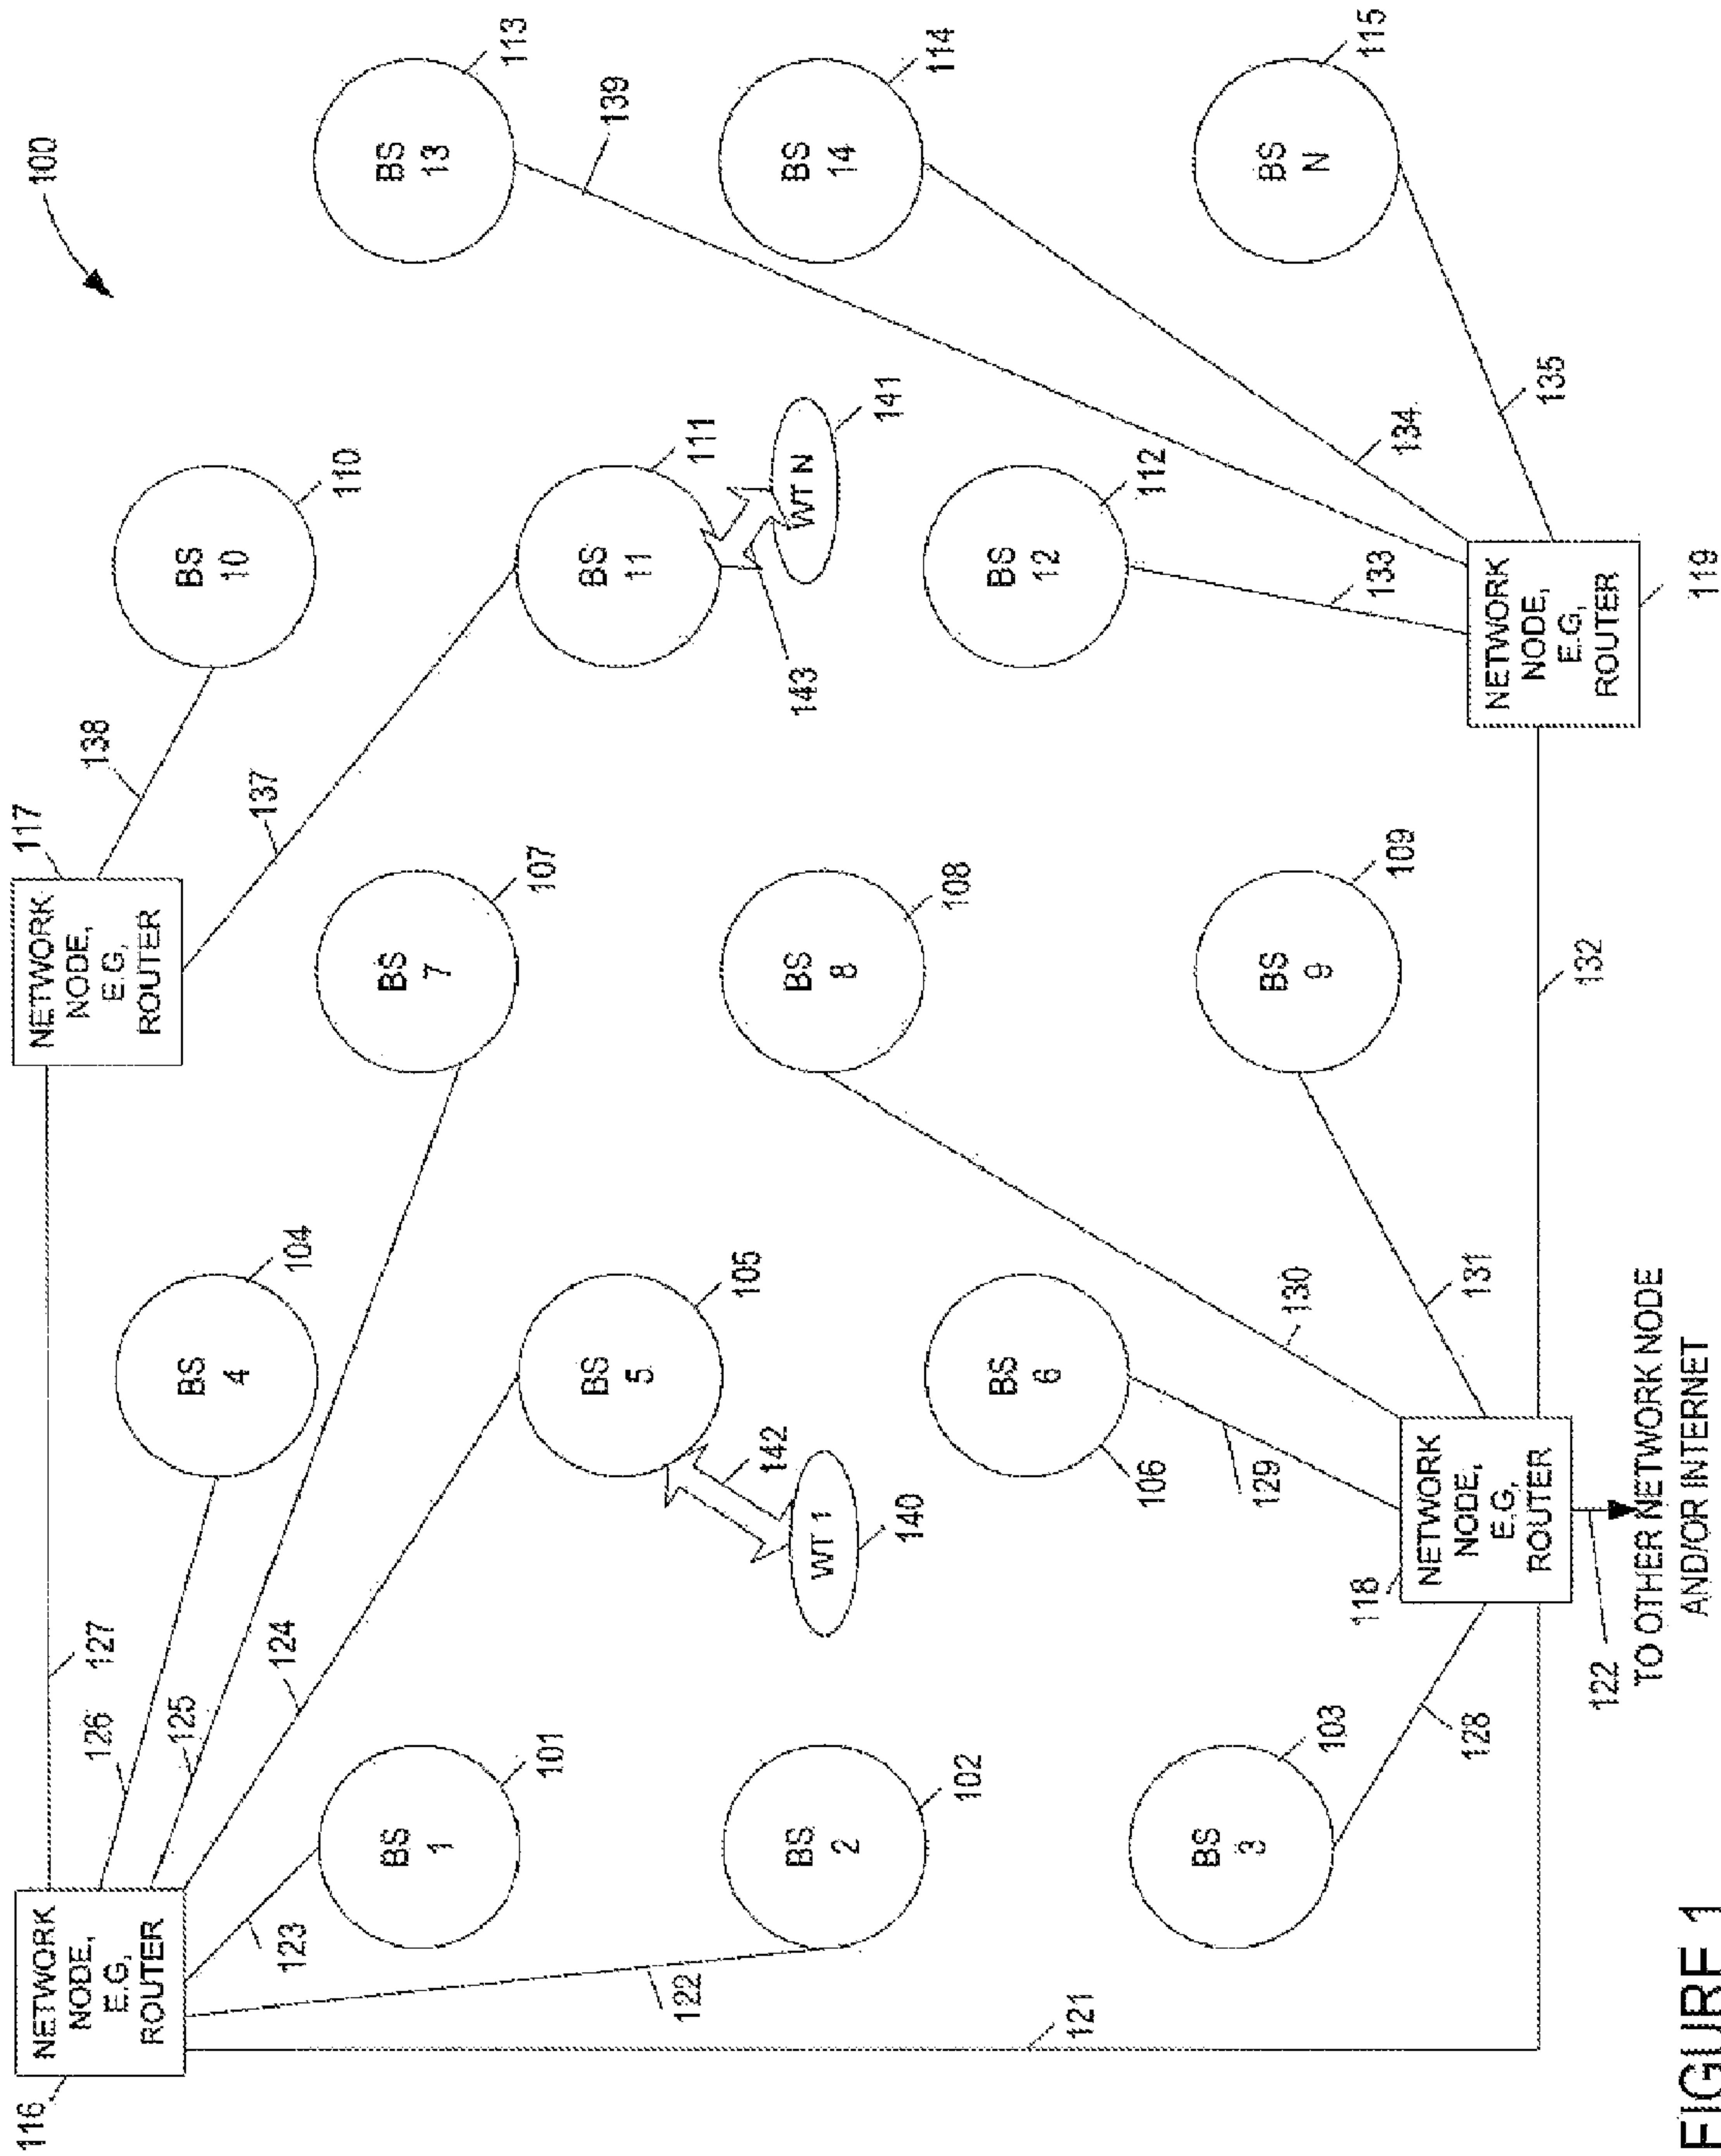 100
116
NETWORK
NODE,
E.G,
ROUTER
127
117
NETWORK
NODE,
E.G,
ROUTER
126
125
138
137
BS
4
104
BS
10
110
123
124
BS
1
101
BS
7
107
BS
13
113
139
122
BS
5
105
BS
11
111
142
143
WT 1
140
WT N
141
BS
2
102
BS
8
108
BS
14
114
121
BS
6
106
BS
12
112
129
130
133
134
BS
3
103
128
BS
9
109
131
BS
N
115
135
118
NETWORK
NODE,
E.G,
ROUTER
132
NETWORK
NODE,
E.G,
ROUTER
119
122
TO OTHER NETWORK NODE
AND/OR INTERNET
FIGURE 1